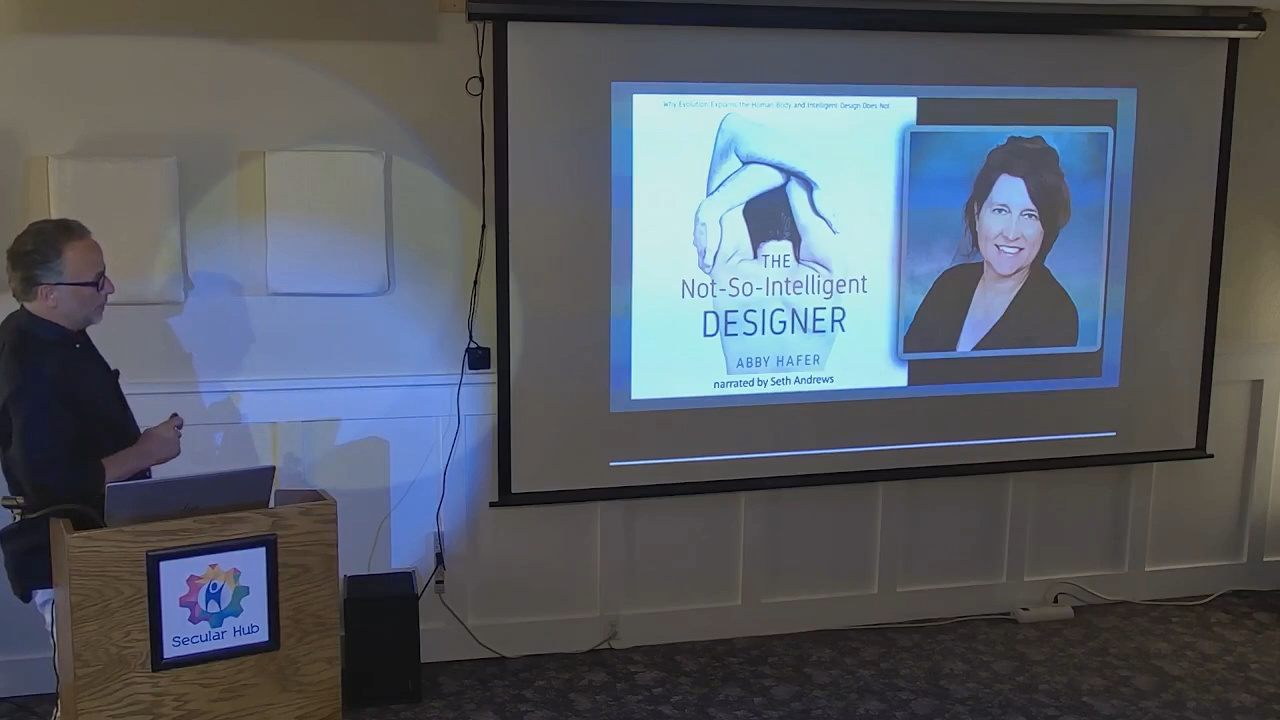 Why Evolution Explains the Human Body and Intelligent Design Does Not
THE
Not-So-Intelligent
DESIGNER
ABBY HAFER
narrated by Seth Andrews
Secular Hub